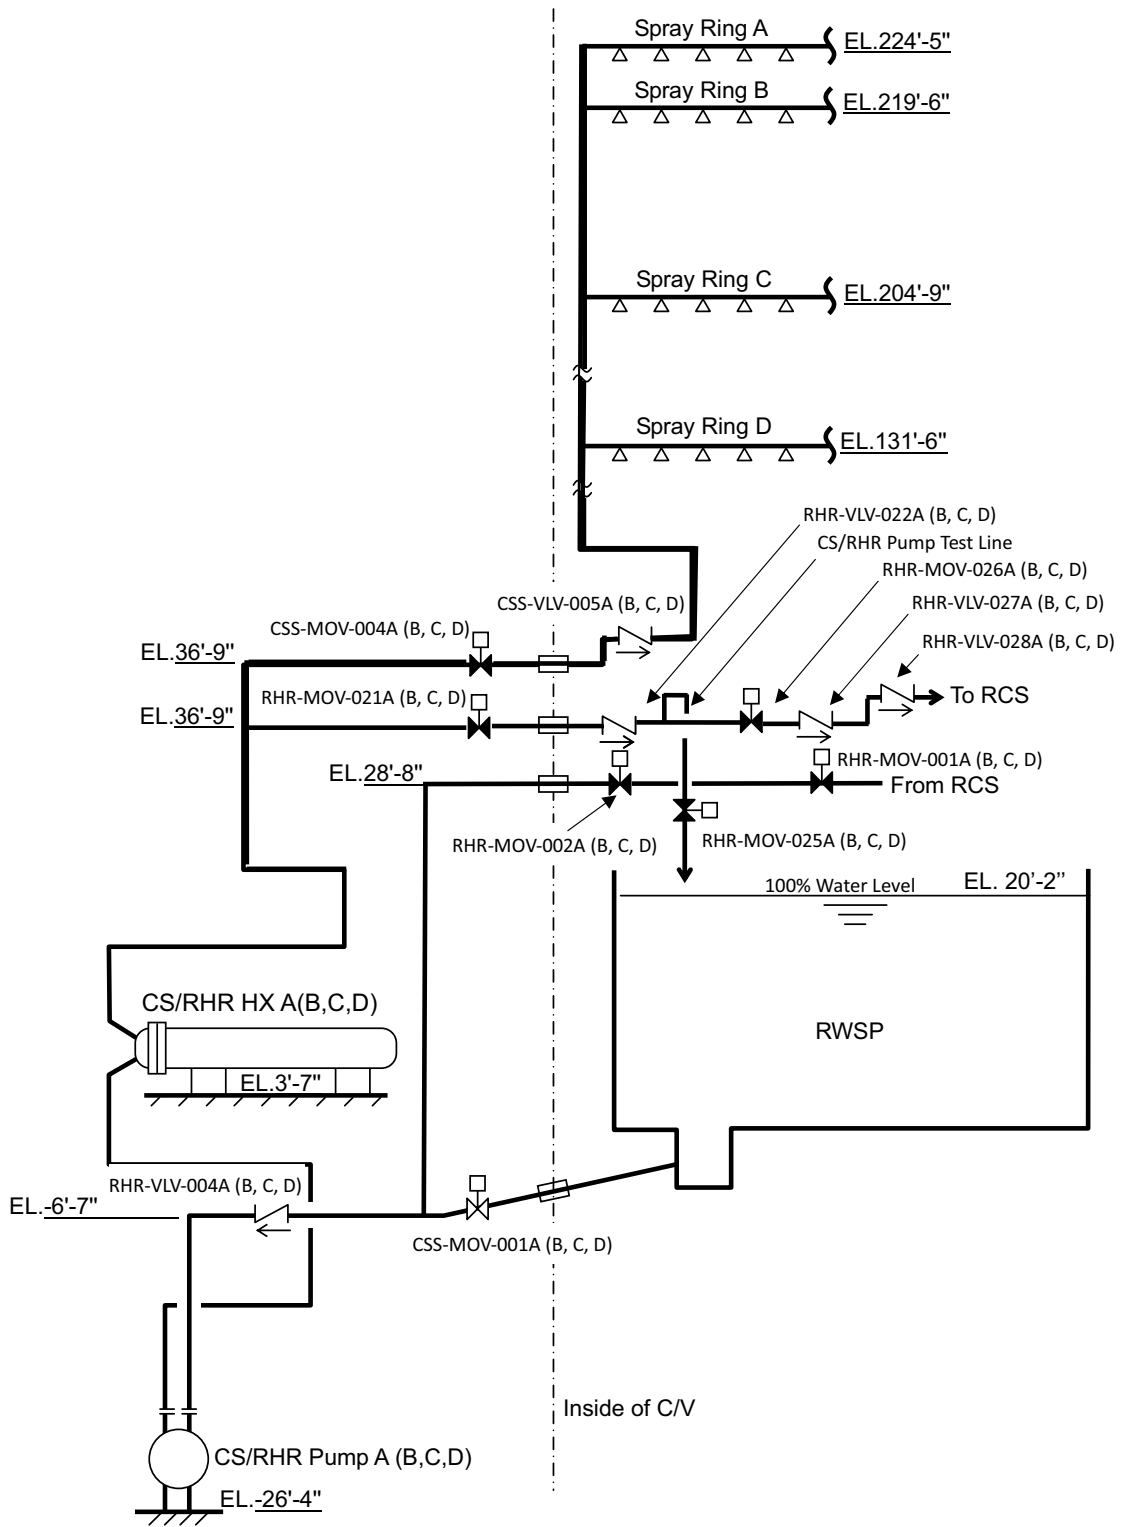 Spray Ring A
EL.224'-5"
Spray Ring B
EL.219'-6"
Spray Ring C
EL.204'-9"
Spray Ring D
EL.131'-6"
RHR-VLV-022A (B, C, D)
CS/RHR Pump Test Line
RHR-MOV-026A (B, C, D)
CSS-VLV-005A (B, C, D)
RHR-VLV-027A (B, C, D)
CSS-MOV-004A (B, C, D)
RHR-VLV-028A (B, C, D)
EL.36'-9"
RHR-MOV-021A (B, C, D)
To RCS
EL.36'-9"
RHR-MOV-001A (B, C, D)
EL.28'-8"
From RCS
RHR-MOV-002A (B, C, D)
RHR-MOV-025A (B, C, D)
100% Water Level
EL. 20’-2’’
CS/RHR HX A(B,C,D)
RWSP
EL.3'-7"
RHR-VLV-004A (B, C, D)
EL.-6'-7"
CSS-MOV-001A (B, C, D)
Inside of C/V
CS/RHR Pump A (B,C,D)
EL.-26'-4"